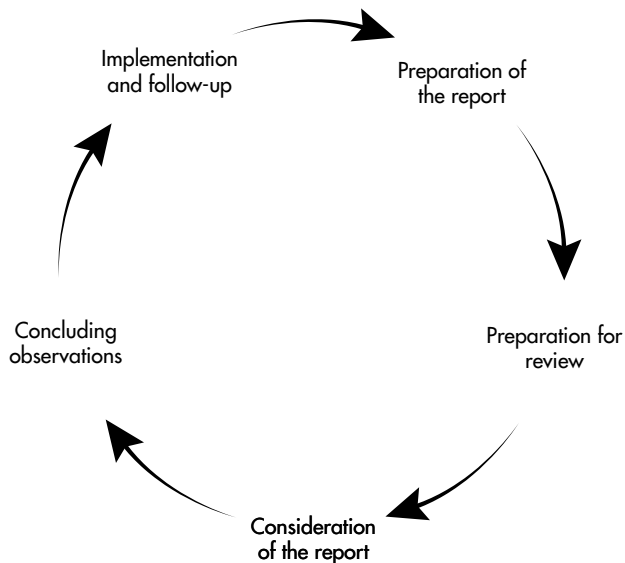 Implementation
and follow-up
Preparation of
the report
Preparation for
review
Consideration
of the report
Concluding
observations